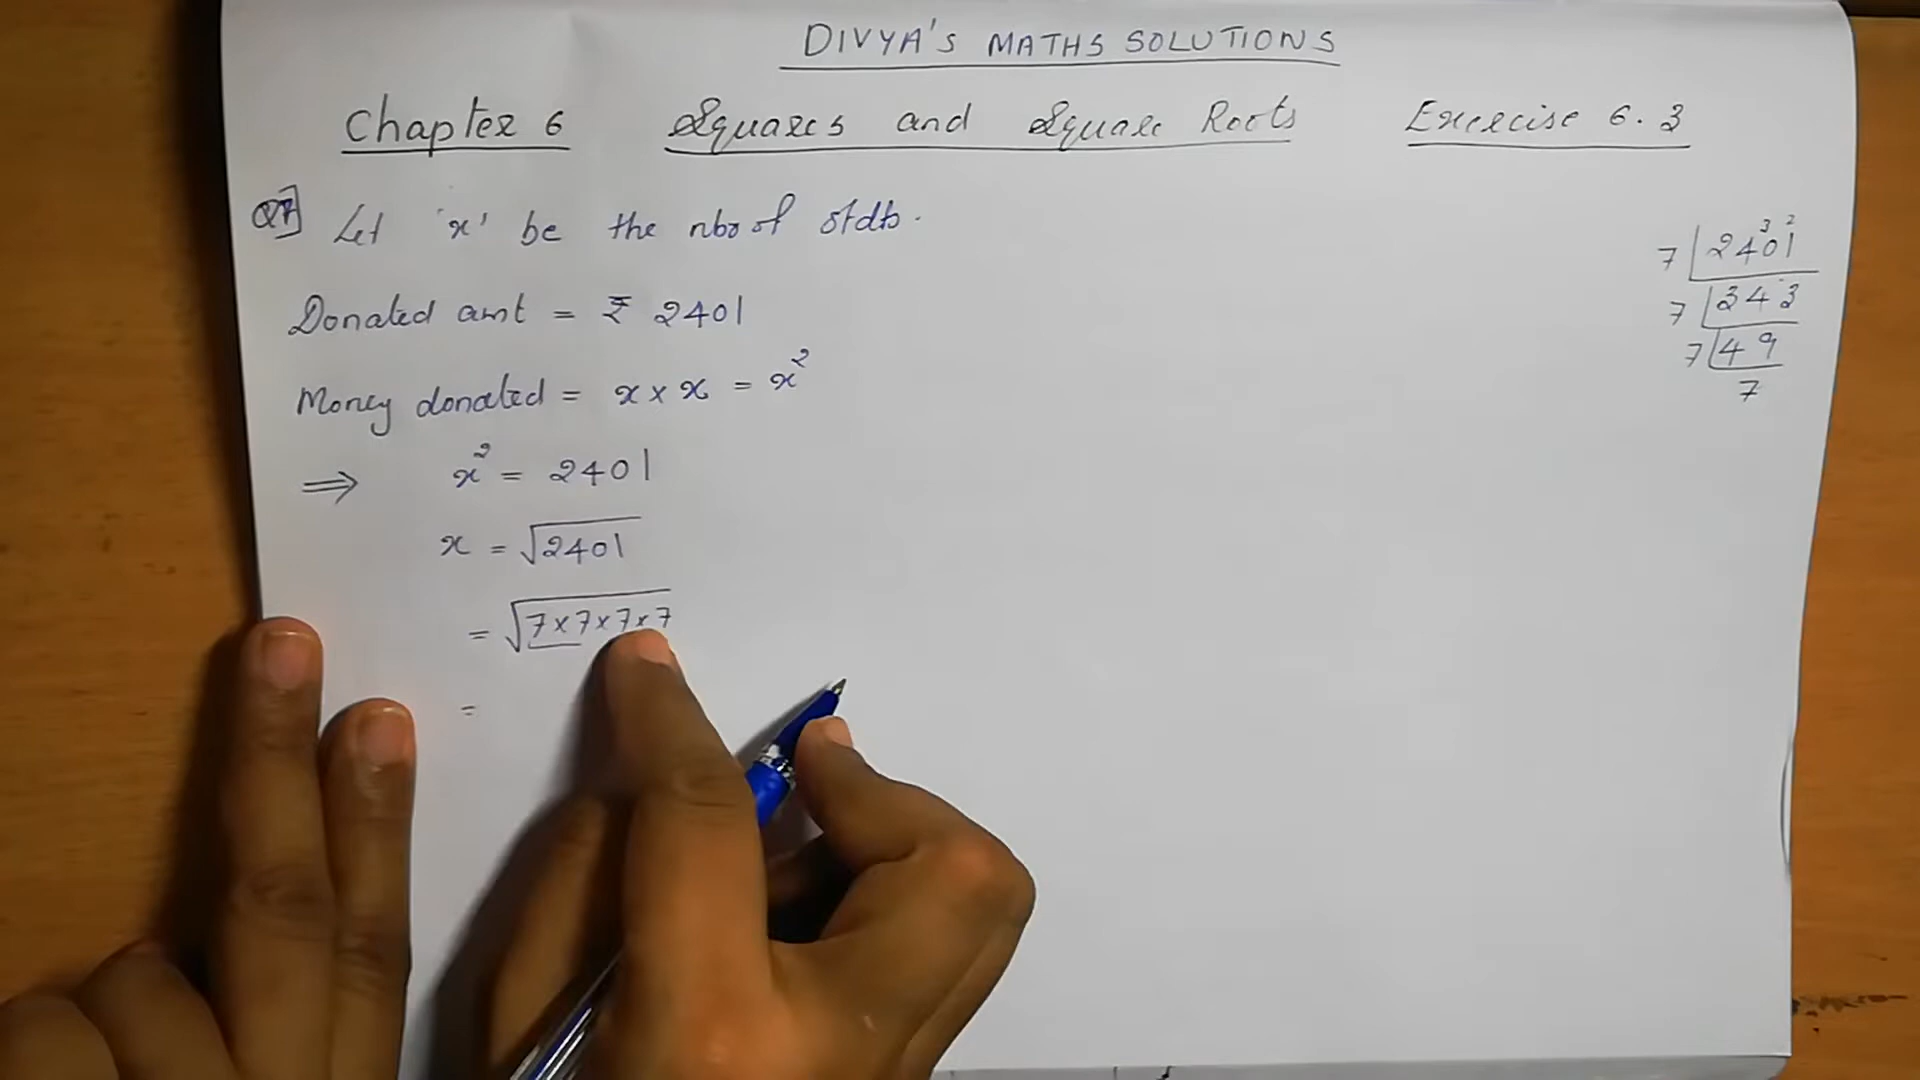 DIVYA'S MATHS SOLUTIONS
Chapter 6 Squares and Square Roots Exercise 6.3
Q7] Let 'x' be the nbr of stdts.
Donated amt = ₹ 2401
Money donated = x × x = x²
⟹ x² = 2401
x = √2401
= √7×7×7×7
=
7 | 2401
7 | 343
7 | 49
7